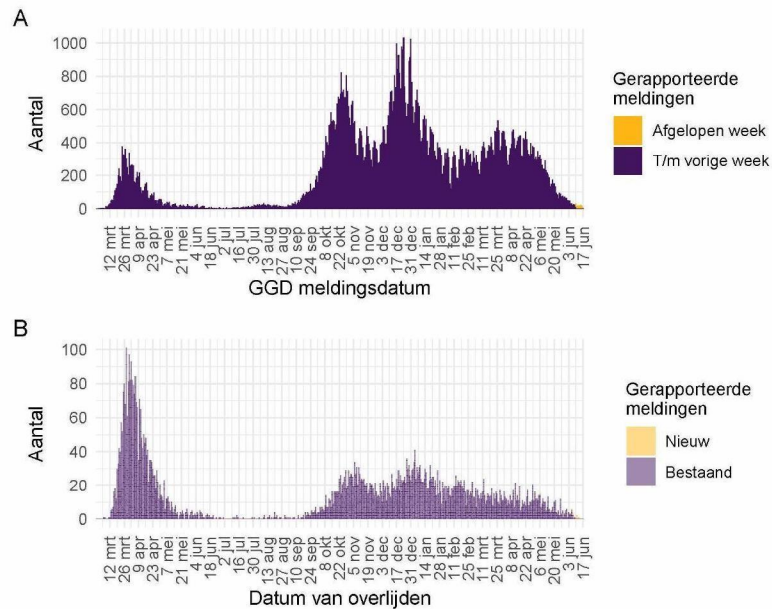 A
1000
800
600
400
200
0
Aantal
12 mrt
26 mrt
9 apr
23 apr
7 mei
21 mei
4 jun
18 jun
2 jul
16 jul
30 jul
13 aug
27 aug
10 sep
24 sep
8 okt
22 okt
5 nov
19 nov
3 dec
17 dec
31 dec
14 jan
28 jan
11 feb
25 feb
11 mrt
25 mrt
8 apr
22 apr
6 mei
20 mei
3 jun
17 jun
GGD meldingsdatum
Gerapporteerde
meldingen
Afgelopen week
T/m vorige week
B
100
80
60
40
20
0
Aantal
12 mrt
26 mrt
9 apr
23 apr
7 mei
21 mei
4 jun
18 jun
2 jul
16 jul
30 jul
13 aug
27 aug
10 sep
24 sep
8 okt
22 okt
5 nov
19 nov
3 dec
17 dec
31 dec
14 jan
28 jan
11 feb
25 feb
11 mrt
25 mrt
8 apr
22 apr
6 mei
20 mei
3 jun
17 jun
Datum van overlijden
Gerapporteerde
meldingen
Nieuw
Bestaand